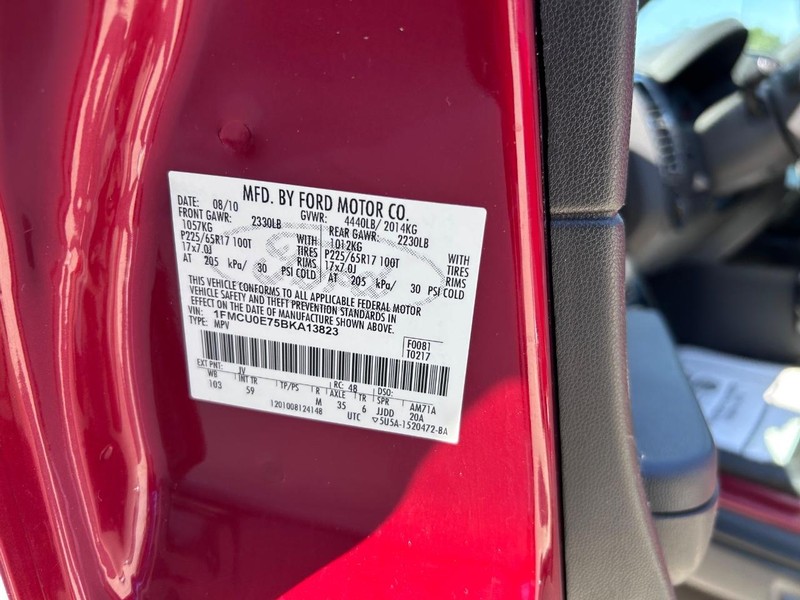 MFD. BY FORD MOTOR CO.
DATE: 08/10 GVWR: 4440LB/ 2014KG
FRONT GAWR: 2330LB REAR GAWR: 2230LB
1057KG WITH 1012KG WITH
P225/65R17 100T TIRES P225/65R17 100T TIRES
17x7.0J RIMS 17x7.0J RIMS
AT 205 kPa/ 30 PSI COLD AT 205 kPa/ 30 PSI COLD
THIS VEHICLE CONFORMS TO ALL APPLICABLE FEDERAL MOTOR
VEHICLE SAFETY AND THEFT PREVENTION STANDARDS IN
EFFECT ON THE DATE OF MANUFACTURE SHOWN ABOVE.
VIN: 1FMCU0E75BKA13823
TYPE: MPV
F0081
T0217
EXT PNT: JV RC: 48 DSO:
WB INT TR TP/PS R AXLE TR SPR AM71A
103 59 M 35 6 JJDD 20A
1201008124148 UTC 5U5A-1520472-BA